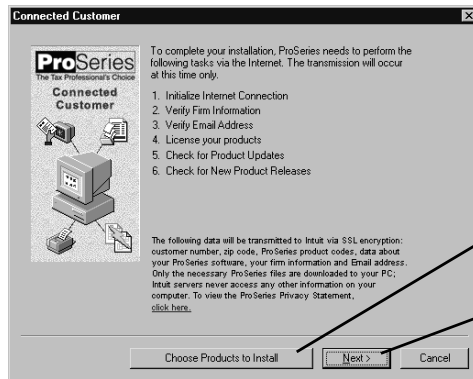 Connected Customer
ProSeries
The Tax Professional's Choice
Connected
Customer
To complete your installation, ProSeries needs to perform the
following tasks via the Internet. The transmission will occur
at this time only.
1. Initialize Internet Connection
2. Verify Firm Information
3. Verify Email Address
4. License your products
5. Check for Product Updates
6. Check for New Product Releases
The following data will be transmitted to Intuit via SSL encryption:
customer number, zip code, ProSeries product codes, data about
your ProSeries software, your firm information and Email address.
Only the necessary ProSeries files are downloaded to your PC;
Intuit servers never access any other information on your
computer. To view the ProSeries Privacy Statement,
click here.
Choose Products to Install
Next >
Cancel